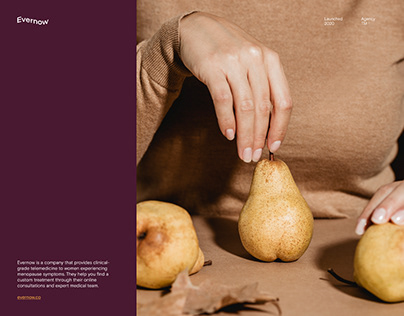 Evernow
Launched
2020
Agency
TM
Evernow is a company that provides clinical-
grade telemedicine to women experiencing
menopause symptoms. They help you find a
custom treatment through their online
consultations and expert medical team.
evernow.co